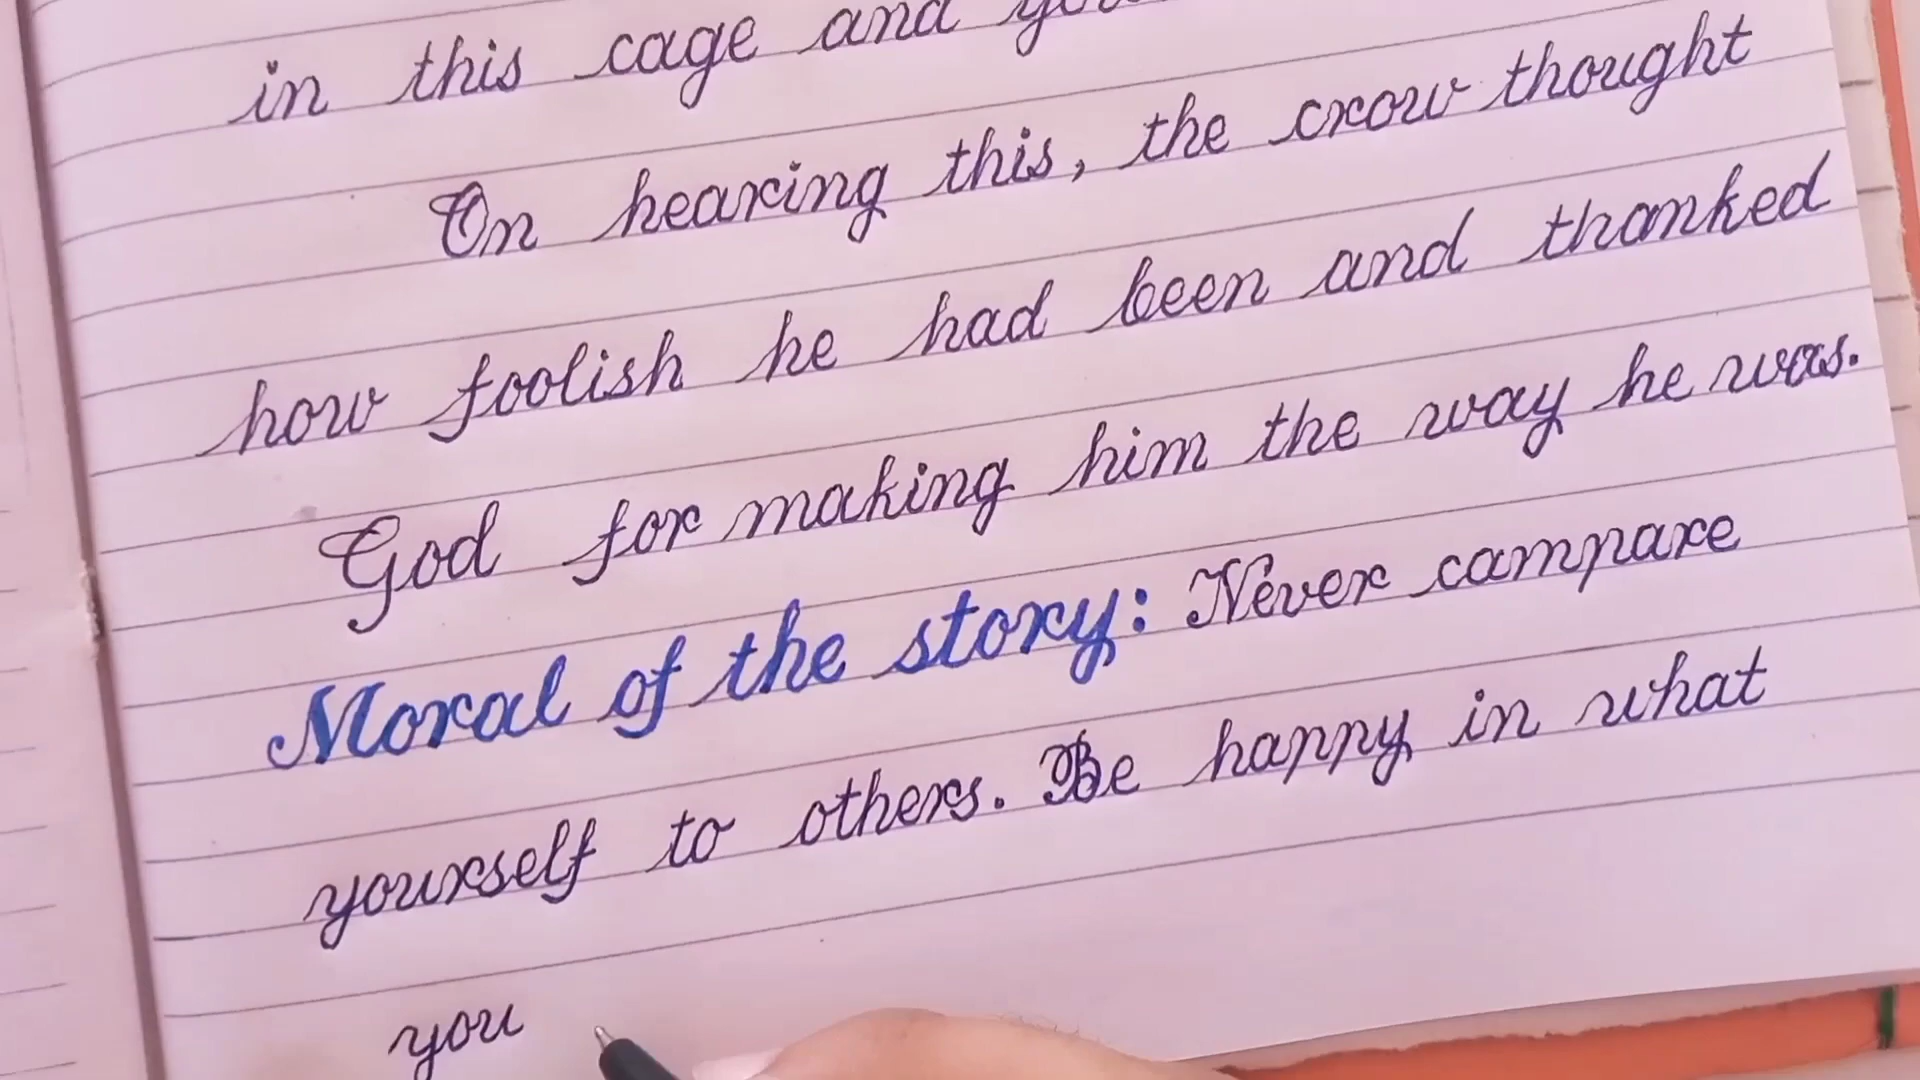 in this cage and you
On hearing this, the crow thought
how foolish he had been and thanked
God for making him the way he was.
Moral of the story: Never campare
yourself to others. Be happy in what
you